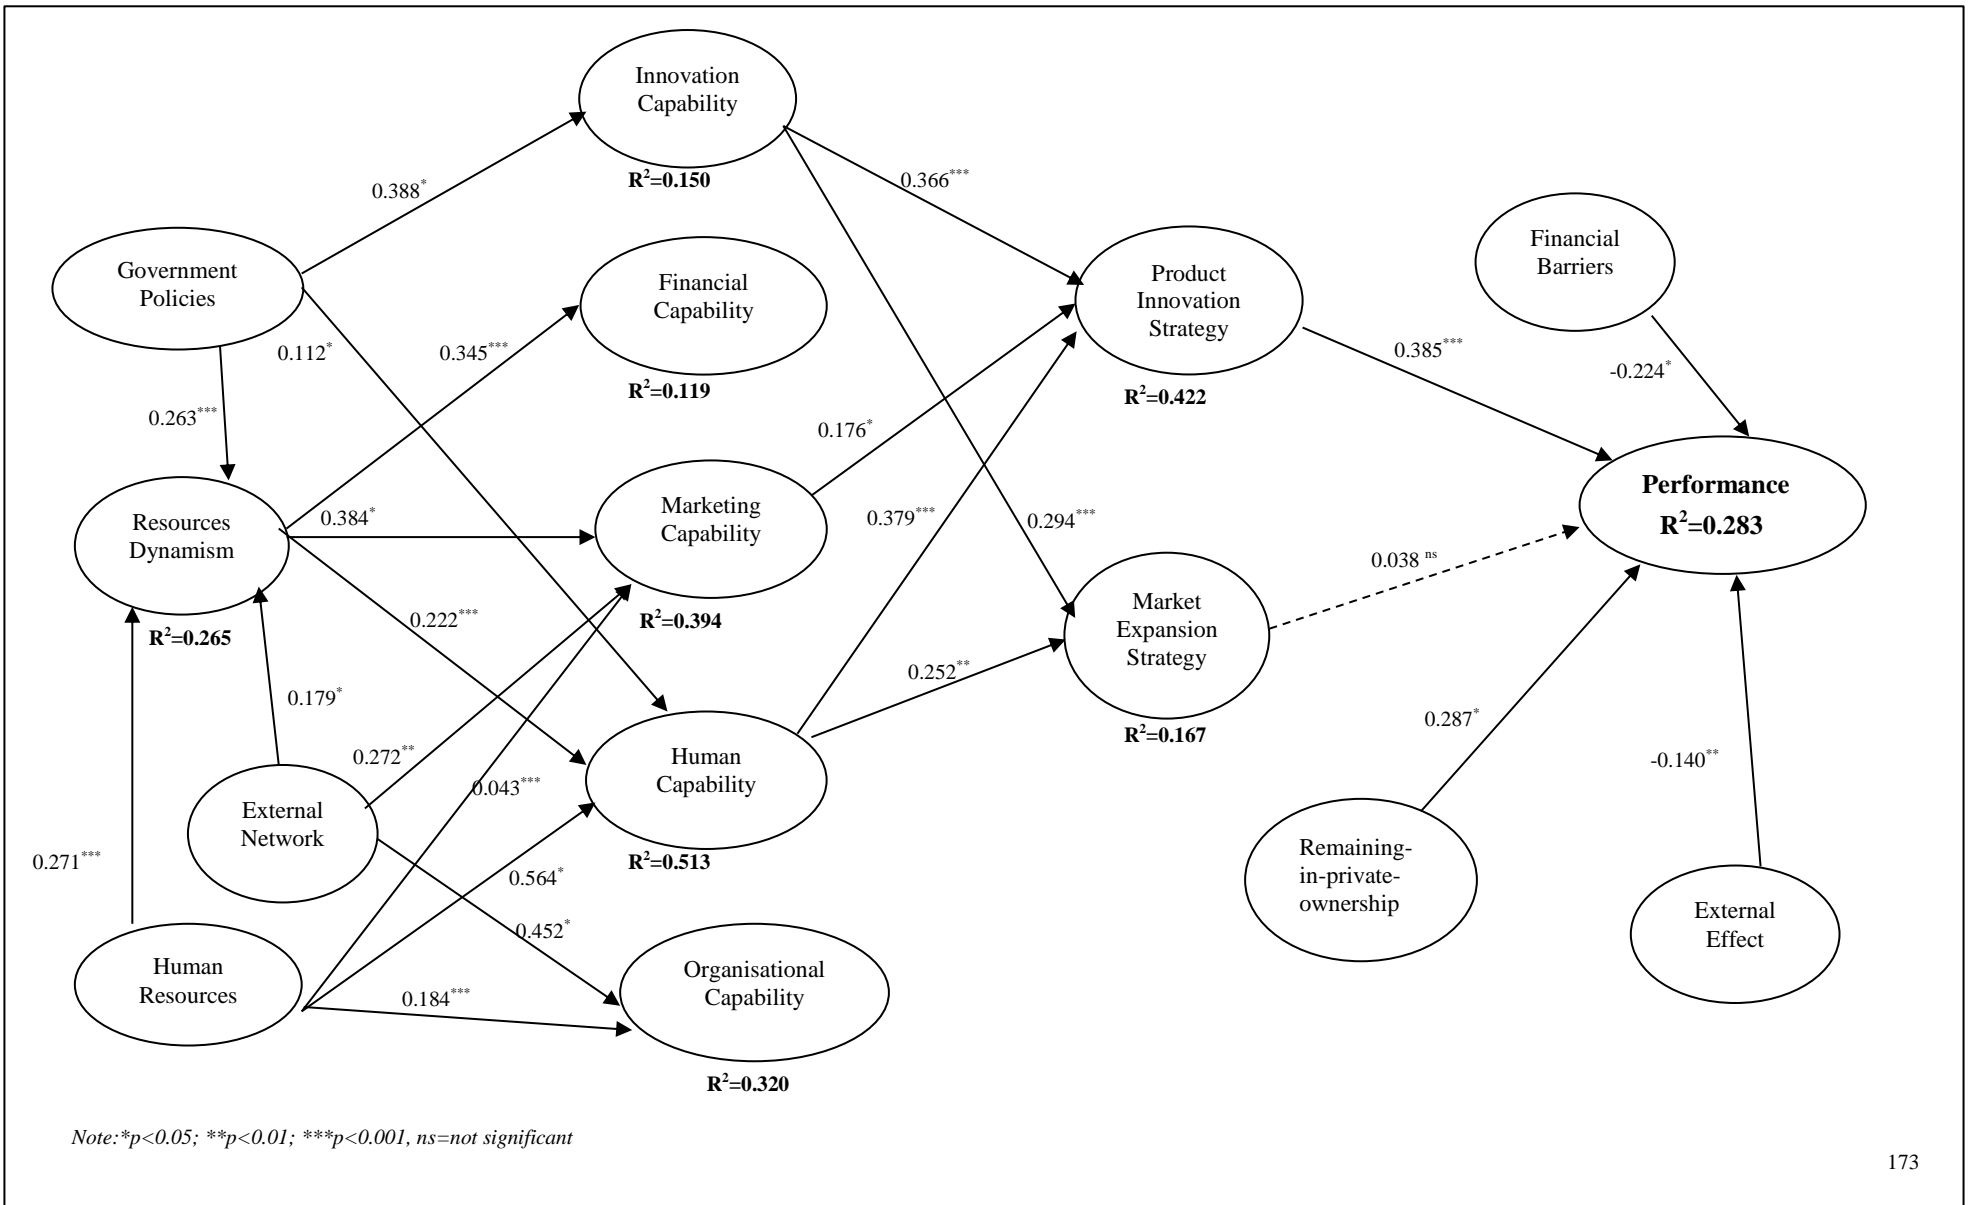 Innovation
Capability
R²=0.150
0.388*
0.366***
Government
Policies
Financial
Capability
R²=0.119
Product
Innovation
Strategy
R²=0.422
Financial
Barriers
0.112*
0.345***
0.385***
-0.224*
0.263***
0.176*
Resources
Dynamism
R²=0.265
0.384*
Marketing
Capability
R²=0.394
0.379***
0.294***
Performance
R²=0.283
0.038 ns
0.222***
Market
Expansion
Strategy
R²=0.167
0.252**
0.179*
0.272**
0.043***
Human
Capability
R²=0.513
0.287*
-0.140**
External
Network
0.271***
0.564*
0.452*
Remaining-
in-private-
ownership
External
Effect
Human
Resources
0.184***
Organisational
Capability
R²=0.320
Note:*p<0.05; **p<0.01; ***p<0.001, ns=not significant
173